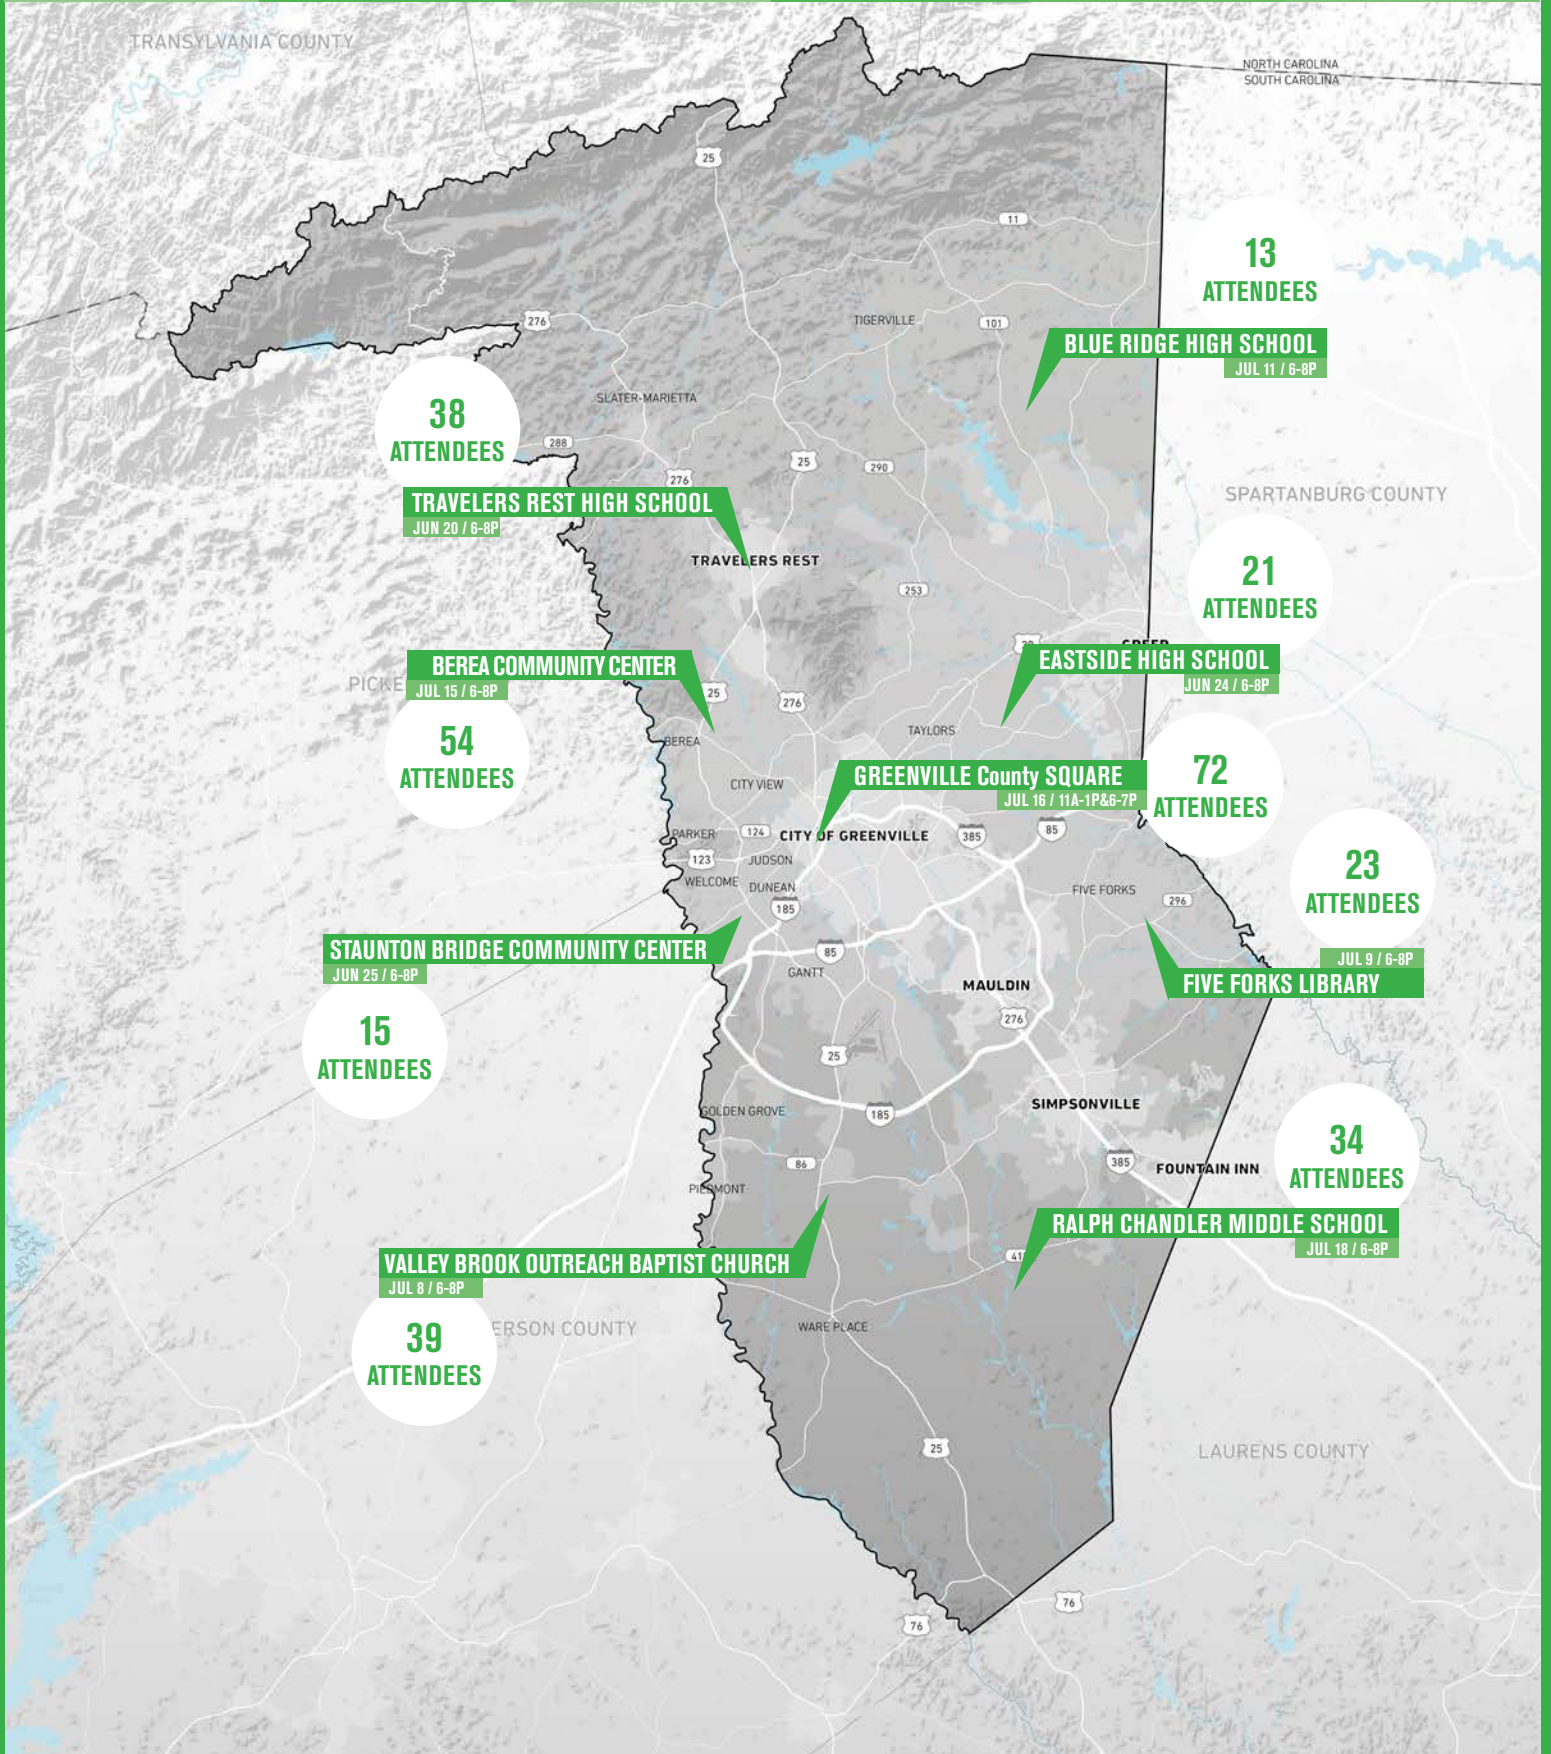 TRANSYLVANIA COUNTY
NORTH CAROLINA
SOUTH CAROLINA
25
11
13
ATTENDEES
276
TIGERVILLE
101
BLUE RIDGE HIGH SCHOOL
JUL 11 / 6-8P
38
ATTENDEES
SLATER-MARIETTA
288
25
290
276
SPARTANBURG COUNTY
TRAVELERS REST HIGH SCHOOL
JUN 20 / 6-8P
TRAVELERS REST
21
ATTENDEES
253
BEREA COMMUNITY CENTER
JUL 15 / 6-8P
EASTSIDE HIGH SCHOOL
JUN 24 / 6-8P
PICKE
25
276
54
ATTENDEES
BEREA
TAYLORS
CITY VIEW
GREENVILLE County SQUARE
JUL 16 / 11A-1P&6-7P
72
ATTENDEES
PARKER
124
CITY OF GREENVILLE
385
85
123
JUDSON
WELCOME
DUNEAN
185
FIVE FORKS
296
23
ATTENDEES
STAUNTON BRIDGE COMMUNITY CENTER
JUN 25 / 6-8P
85
GANTT
JUL 9 / 6-8P
FIVE FORKS LIBRARY
MAULDIN
276
15
ATTENDEES
25
GOLDEN GROVE
185
SIMPSONVILLE
86
385
FOUNTAIN INN
34
ATTENDEES
PIEDMONT
RALPH CHANDLER MIDDLE SCHOOL
JUL 18 / 6-8P
VALLEY BROOK OUTREACH BAPTIST CHURCH
JUL 8 / 6-8P
41
39
ATTENDEES
ERSON COUNTY
WARE PLACE
25
LAURENS COUNTY
76
76